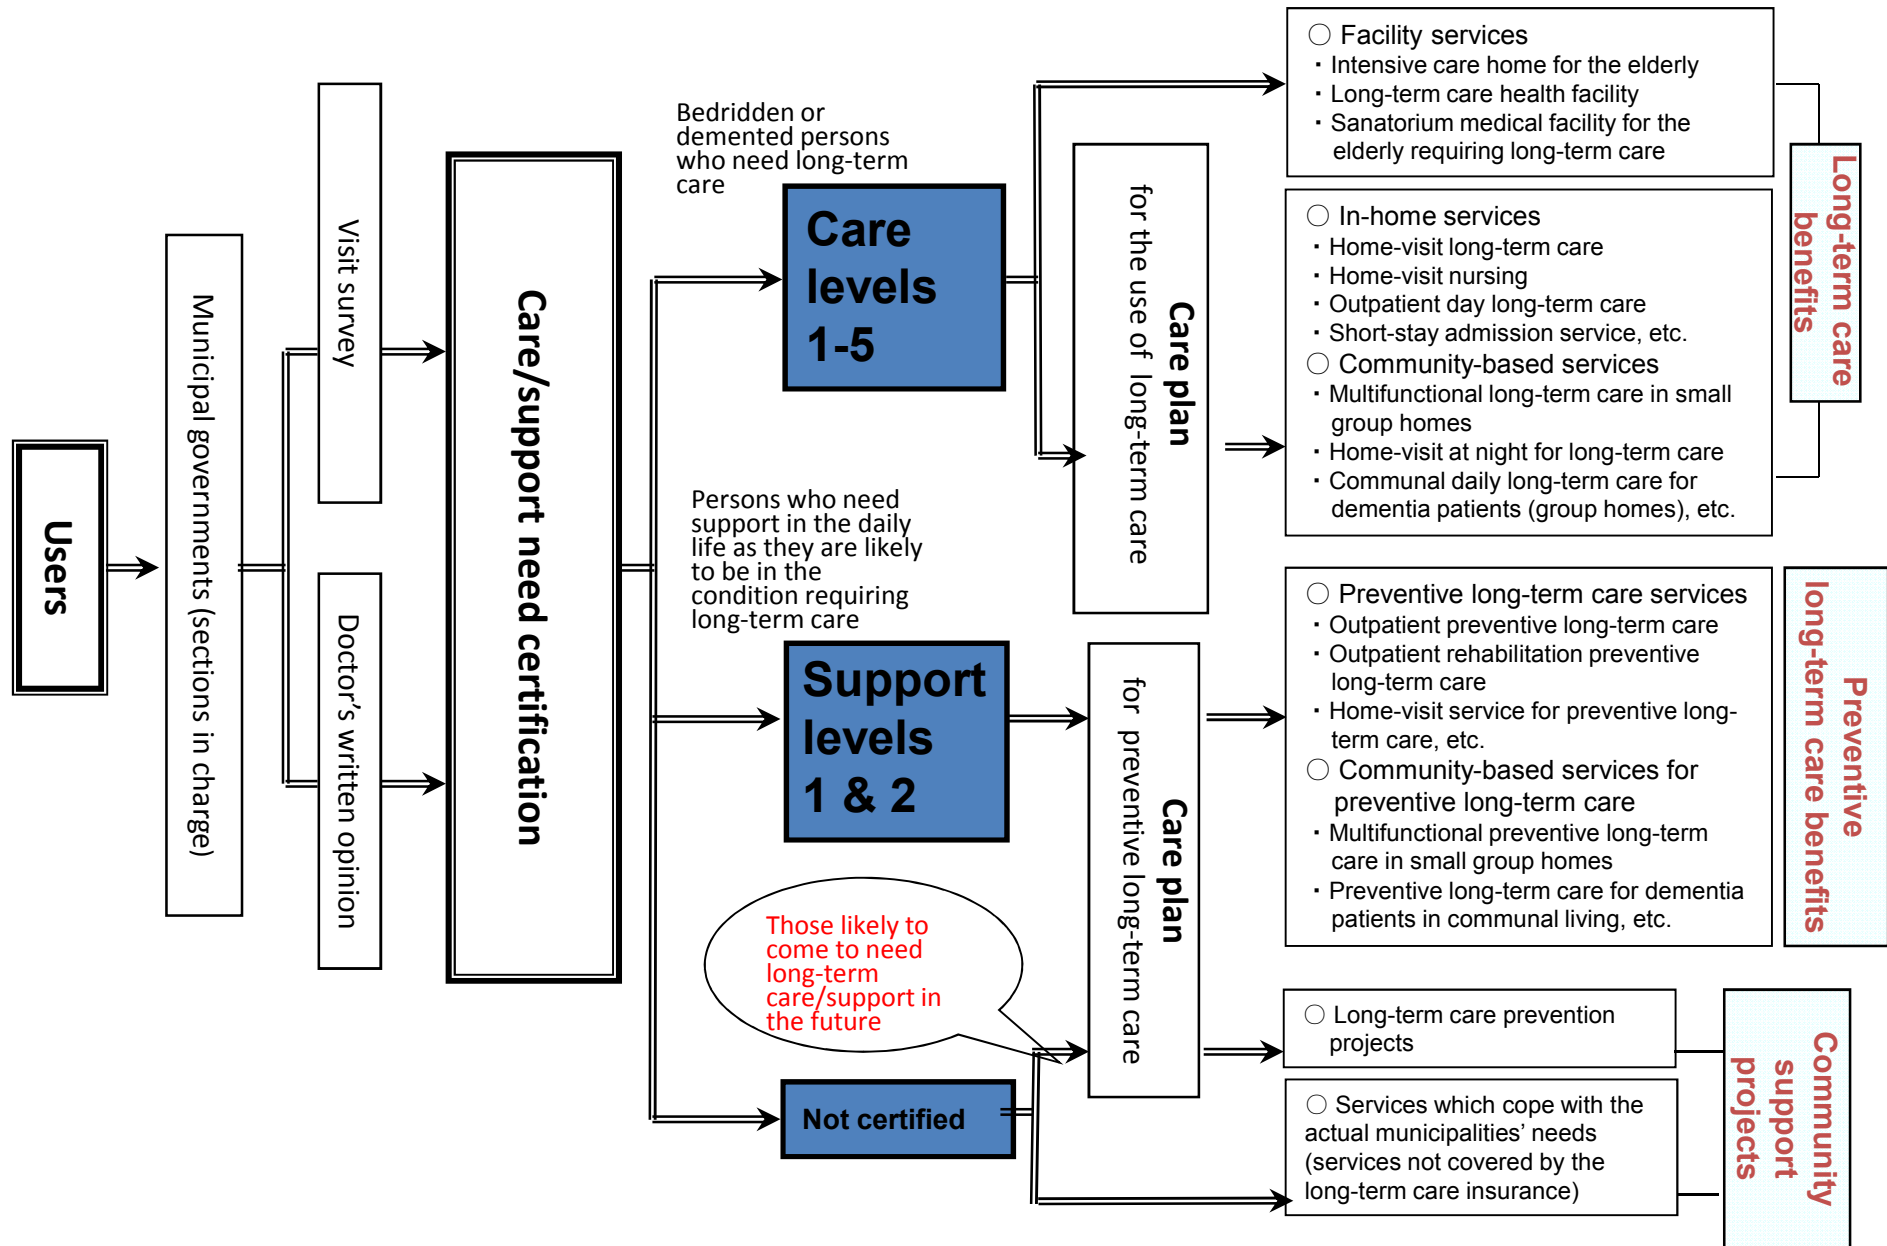 Users
Municipal governments (sections in charge)
Visit survey
Doctor’s written opinion
Care/support need certification
Bedridden or
demented persons
who need long-term
care
Care
levels
1-5
Persons who need
support in the daily
life as they are likely
to be in the
condition requiring
long-term care
Support
levels
1 & 2
Those likely to
come to need
long-term
care/support in
the future
Not certified
Care plan
for the use of long-term care
Care plan
for preventive long-term care
○ Facility services
・Intensive care home for the elderly
・Long-term care health facility
・Sanatorium medical facility for the
elderly requiring long-term care
○ In-home services
・Home-visit long-term care
・Home-visit nursing
・Outpatient day long-term care
・Short-stay admission service, etc.
○ Community-based services
・Multifunctional long-term care in small
group homes
・Home-visit at night for long-term care
・Communal daily long-term care for
dementia patients (group homes), etc.
Long-term care
benefits
○ Preventive long-term care services
・Outpatient preventive long-term care
・Outpatient rehabilitation preventive
long-term care
・Home-visit service for preventive long-
term care, etc.
○ Community-based services for
preventive long-term care
・Multifunctional preventive long-term
care in small group homes
・Preventive long-term care for dementia
patients in communal living, etc.
Preventive
long-term care benefits
○ Long-term care prevention
projects
○ Services which cope with the
actual municipalities’ needs
(services not covered by the
long-term care insurance)
Community
support
projects